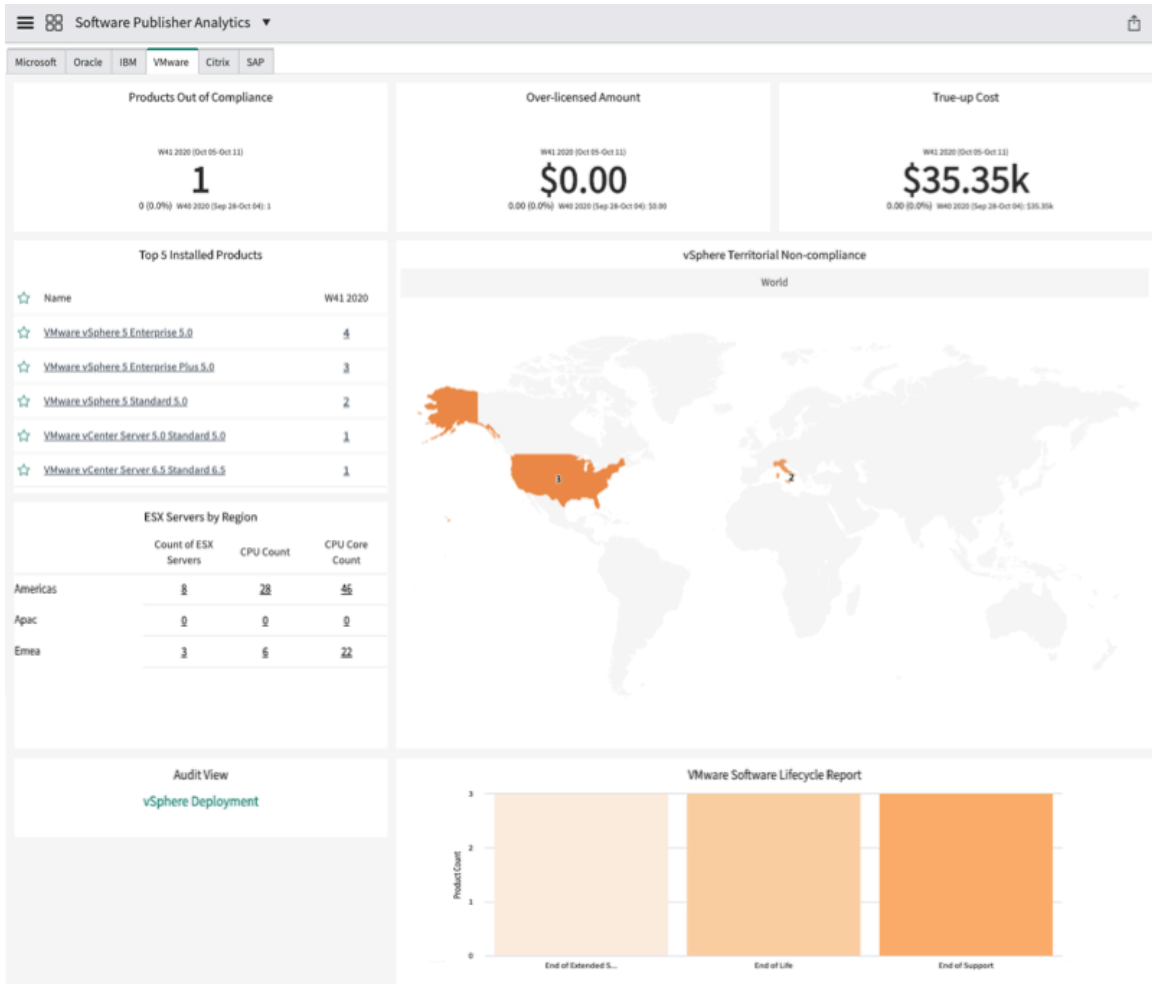 Software Publisher Analytics ▼
Microsoft Oracle IBM VMware Citrix SAP
Products Out of Compliance
W41 2020 (Oct 05-Oct 11)
1
0 (0.0%) W40 2020 (Sep 28-Oct 04): 1
Over-licensed Amount
W41 2020 (Oct 05-Oct 11)
$0.00
0.00 (0.0%) W40 2020 (Sep 28-Oct 04): $0.00
True-up Cost
W41 2020 (Oct 05-Oct 11)
$35.35k
0.00 (0.0%) W40 2020 (Sep 28-Oct 04): $35.35k
Top 5 Installed Products
Name W41 2020
VMware vSphere 5 Enterprise 5.0 4
VMware vSphere 5 Enterprise Plus 5.0 3
VMware vSphere 5 Standard 5.0 2
VMware vCenter Server 5.0 Standard 5.0 1
VMware vCenter Server 6.5 Standard 6.5 1
vSphere Territorial Non-compliance
World
2
ESX Servers by Region
Count of ESX
Servers
CPU Count
CPU Core
Count
Americas 8 28 46
Apac 0 0 0
Emea 3 6 22
Audit View
vSphere Deployment
VMware Software Lifecycle Report
Product Count
3
2
1
0
End of Extended S... End of Life End of Support